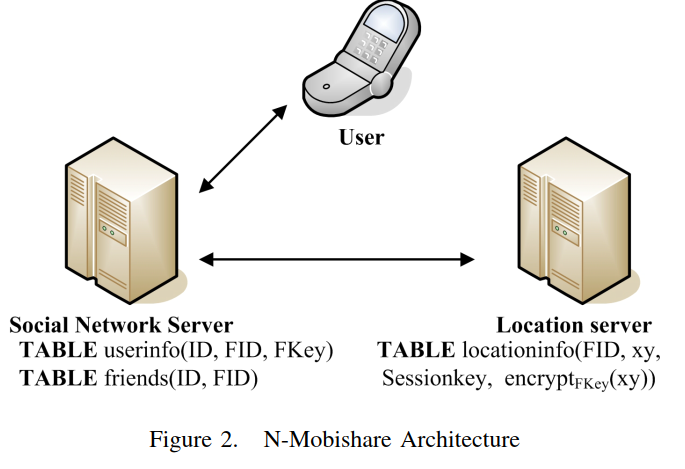 User
Social Network Server
TABLE userinfo(ID, FID, FKey)
TABLE friends(ID, FID)
Location server
TABLE locationinfo(FID, xy,
Sessionkey, encryptFKey(xy))
Figure 2. N-Mobishare Architecture